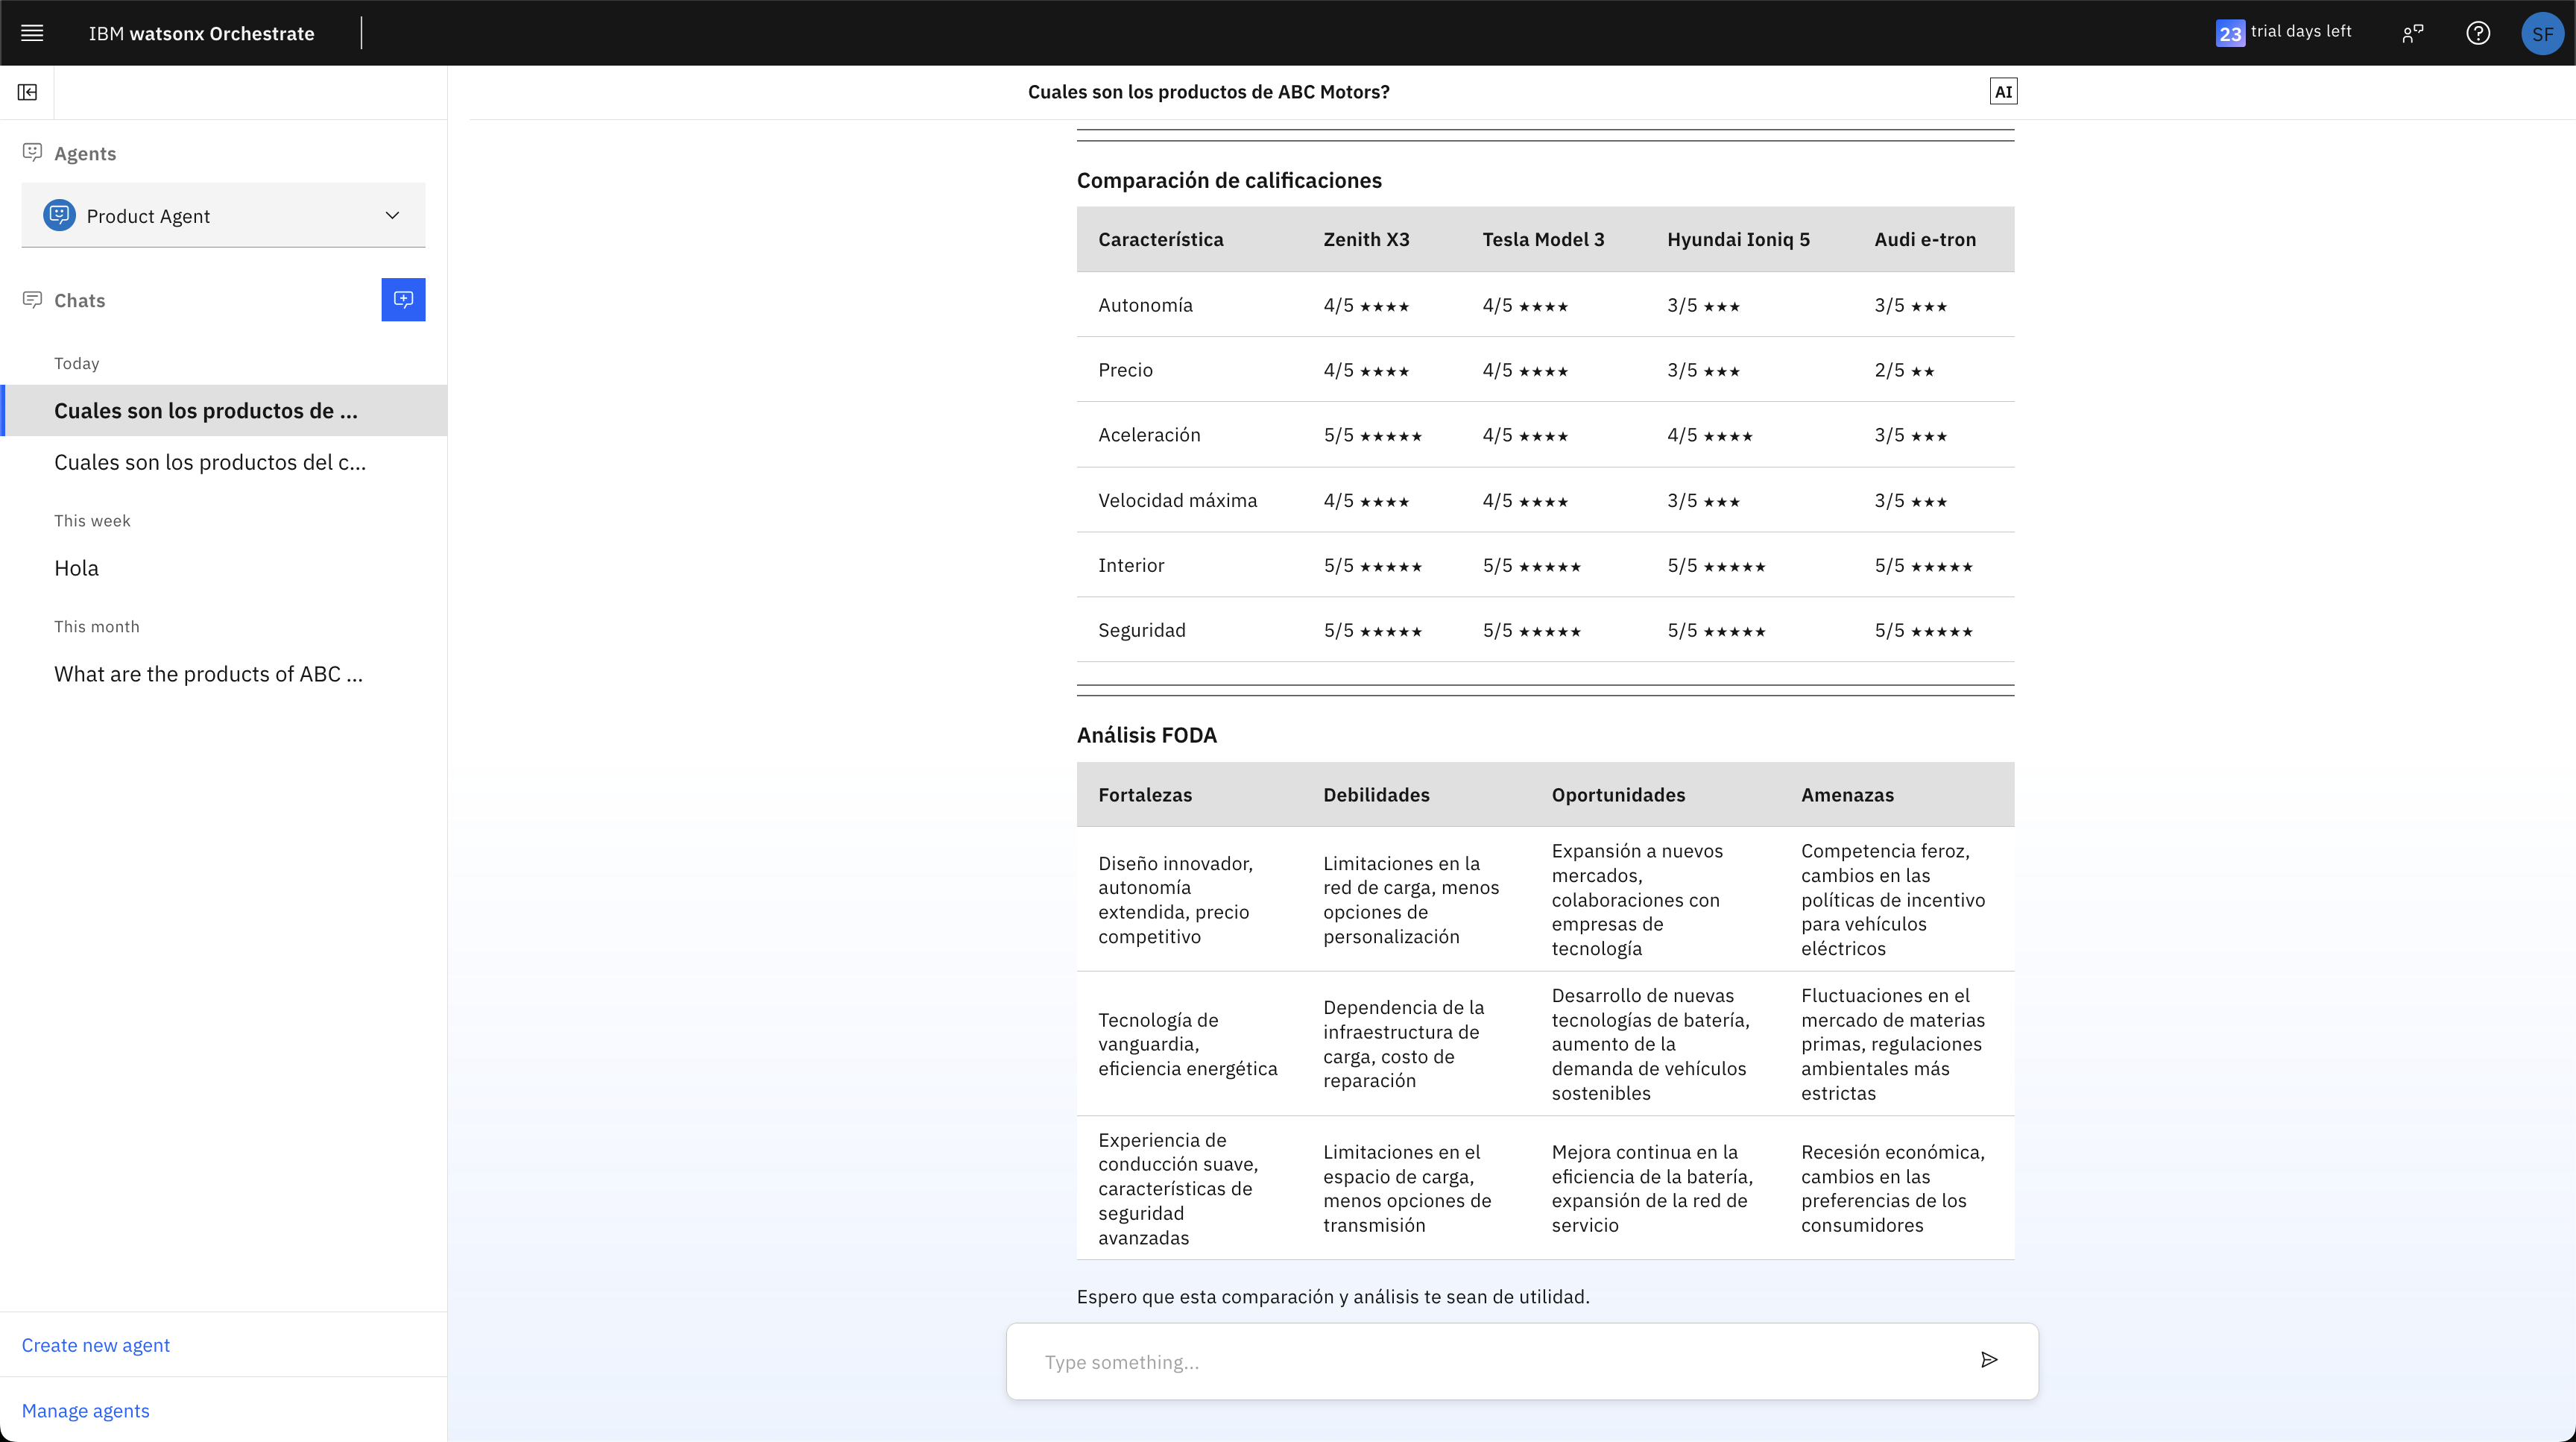 IBM watsonx Orchestrate
23 trial days left
SF
Cuales son los productos de ABC Motors?
AI
Agents
Product Agent
Chats
Today
Cuales son los productos de ...
Cuales son los productos del c...
This week
Hola
This month
What are the products of ABC ...
Create new agent
Manage agents
Comparación de calificaciones
Característica Zenith X3 Tesla Model 3 Hyundai Ioniq 5 Audi e-tron
Autonomía 4/5 ★★★★ 4/5 ★★★★ 3/5 ★★★ 3/5 ★★★
Precio 4/5 ★★★★ 4/5 ★★★★ 3/5 ★★★ 2/5 ★★
Aceleración 5/5 ★★★★★ 4/5 ★★★★ 4/5 ★★★★ 3/5 ★★★
Velocidad máxima 4/5 ★★★★ 4/5 ★★★★ 3/5 ★★★ 3/5 ★★★
Interior 5/5 ★★★★★ 5/5 ★★★★★ 5/5 ★★★★★ 5/5 ★★★★★
Seguridad 5/5 ★★★★★ 5/5 ★★★★★ 5/5 ★★★★★ 5/5 ★★★★★
Análisis FODA
Fortalezas Debilidades Oportunidades Amenazas
Diseño innovador,
autonomía
extendida, precio
competitivo
Limitaciones en la
red de carga, menos
opciones de
personalización
Expansión a nuevos
mercados,
colaboraciones con
empresas de
tecnología
Competencia feroz,
cambios en las
políticas de incentivo
para vehículos
eléctricos
Tecnología de
vanguardia,
eficiencia energética
Dependencia de la
infraestructura de
carga, costo de
reparación
Desarrollo de nuevas
tecnologías de batería,
aumento de la
demanda de vehículos
sostenibles
Fluctuaciones en el
mercado de materias
primas, regulaciones
ambientales más
estrictas
Experiencia de
conducción suave,
características de
seguridad
avanzadas
Limitaciones en el
espacio de carga,
menos opciones de
transmisión
Mejora continua en la
eficiencia de la batería,
expansión de la red de
servicio
Recesión económica,
cambios en las
preferencias de los
consumidores
Espero que esta comparación y análisis te sean de utilidad.
Type something...